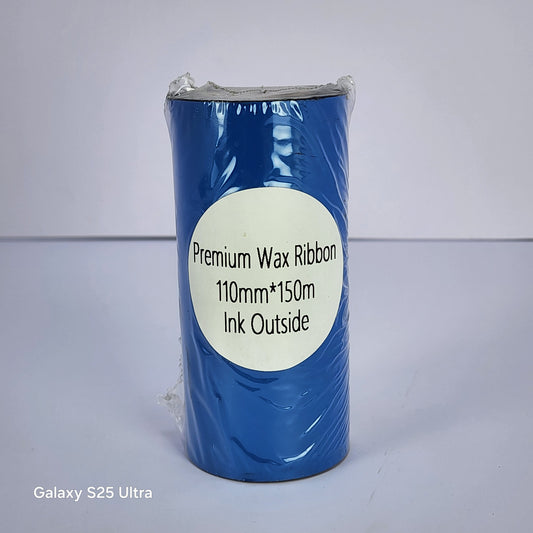 Premium Wax Ribbon
110mm*150m
Ink Outside
Galaxy S25 Ultra